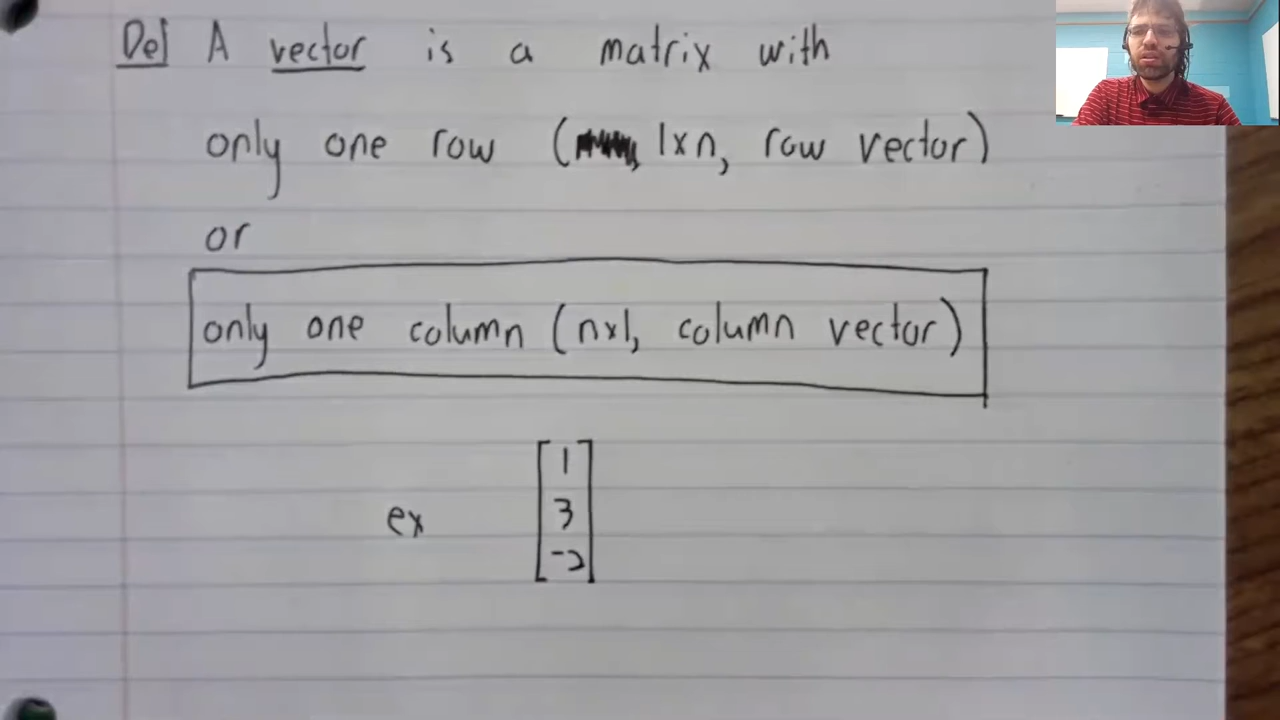 Def A vector is a matrix with
only one row (1xn, row vector)
or
only one column (nx1, column vector)
ex [1
3
-2]